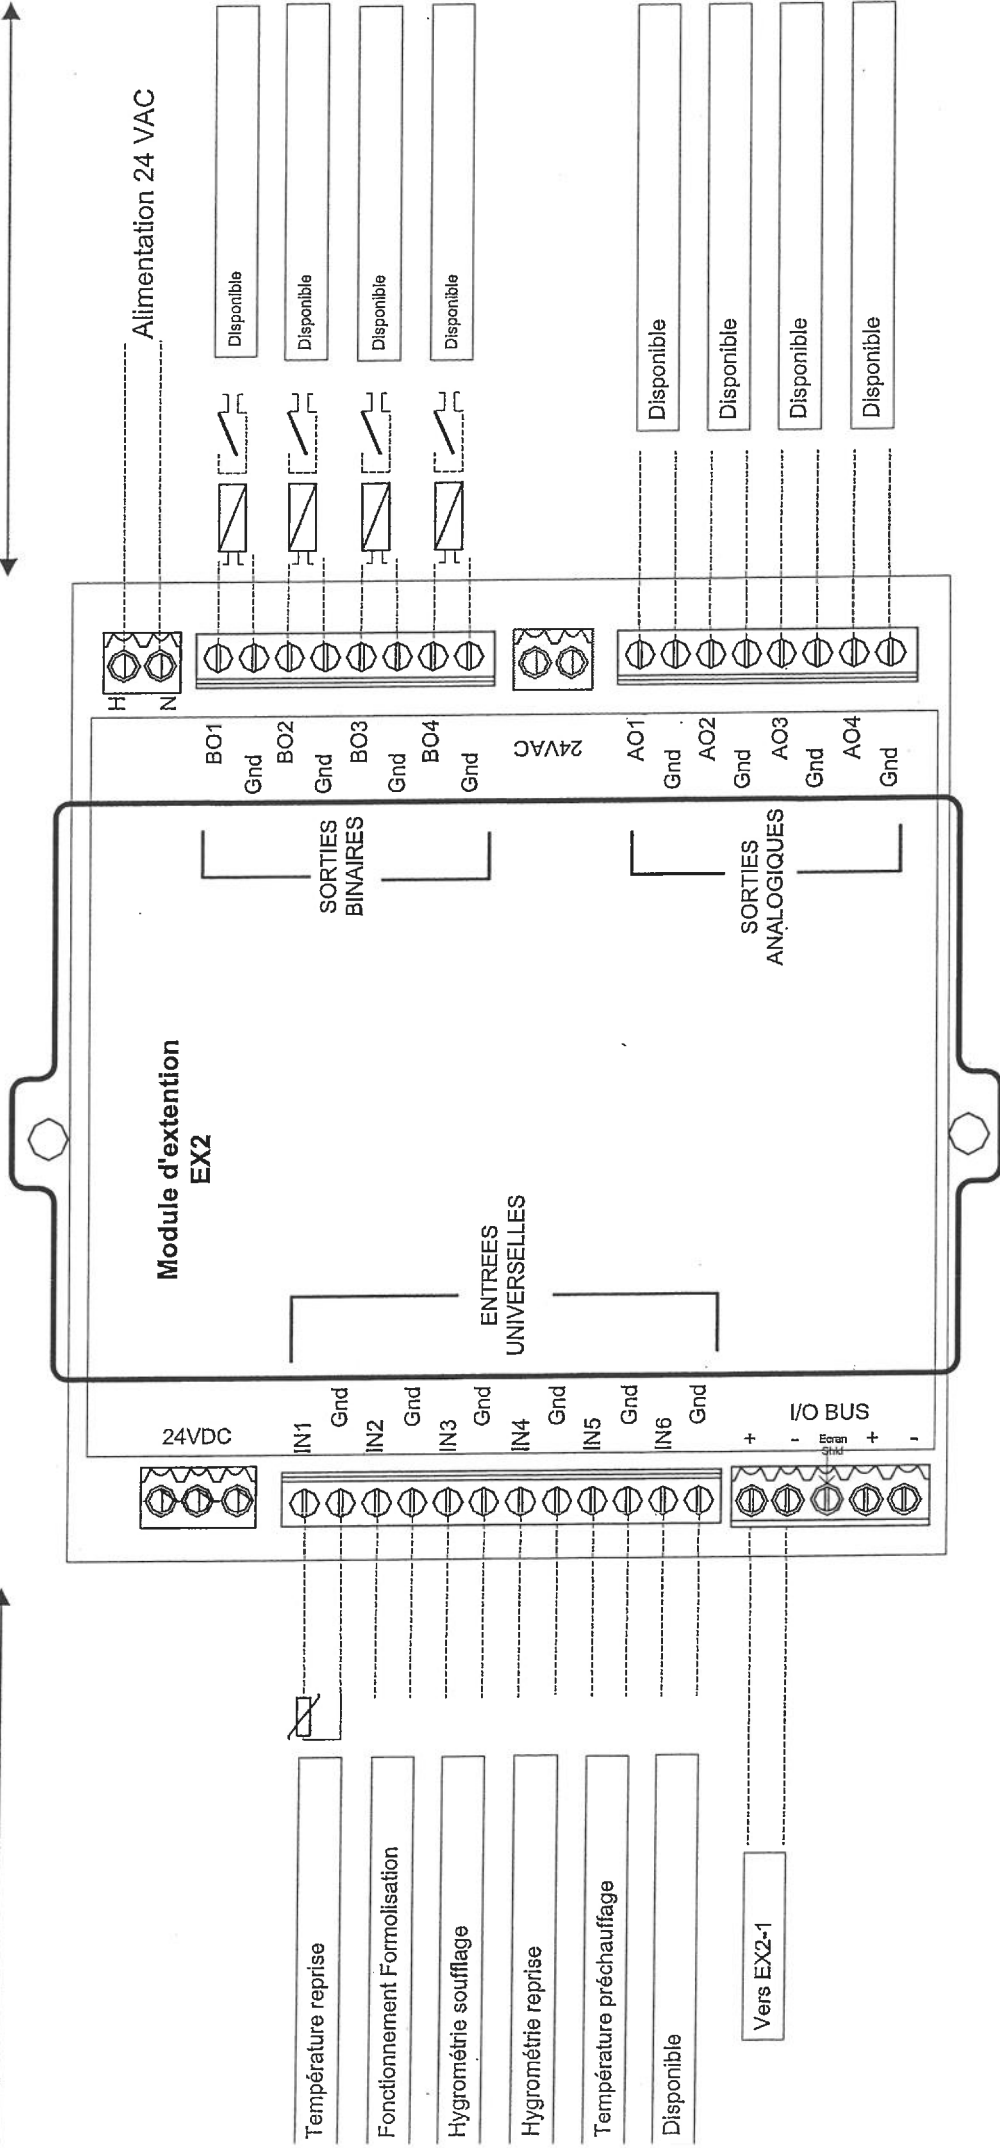 Alimentation 24 VAC
Disponible
Disponible
Disponible
Disponible
Disponible
Disponible
Disponible
Disponible
H
N
BO1
Gnd
BO2
Gnd
BO3
Gnd
BO4
Gnd
24VAC
AO1
Gnd
AO2
Gnd
AO3
Gnd
AO4
Gnd
SORTIES
BINAIRES
SORTIES
ANALOGIQUES
Module d'extention
EX2
ENTREES
UNIVERSELLES
24VDC
IN1
Gnd
IN2
Gnd
IN3
Gnd
IN4
Gnd
IN5
Gnd
IN6
Gnd
I/O BUS
+
-
Ecran
Shld
+
-
Température reprise
Fonctionnement Formolisation
Hygrométrie soufflage
Hygrométrie reprise
Température préchauffage
Disponible
Vers EX2-1